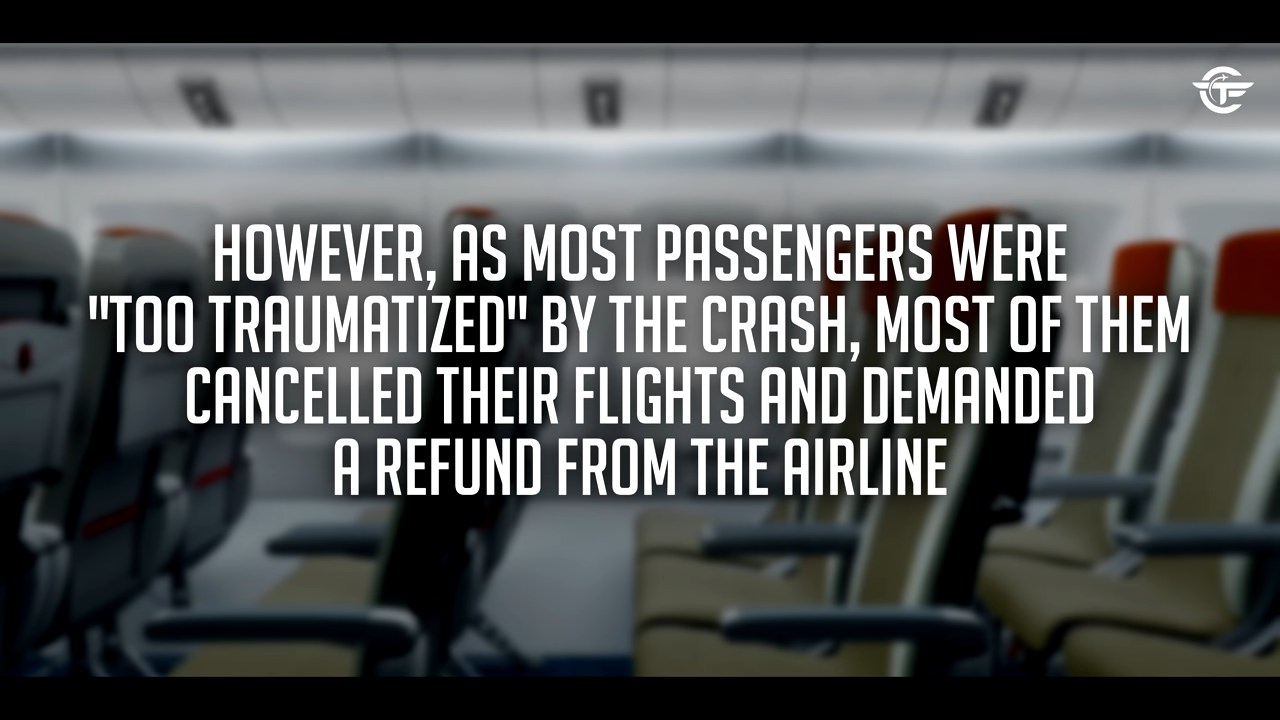 HOWEVER, AS MOST PASSENGERS WERE
"TOO TRAUMATIZED" BY THE CRASH, MOST OF THEM
CANCELLED THEIR FLIGHTS AND DEMANDED
A REFUND FROM THE AIRLINE